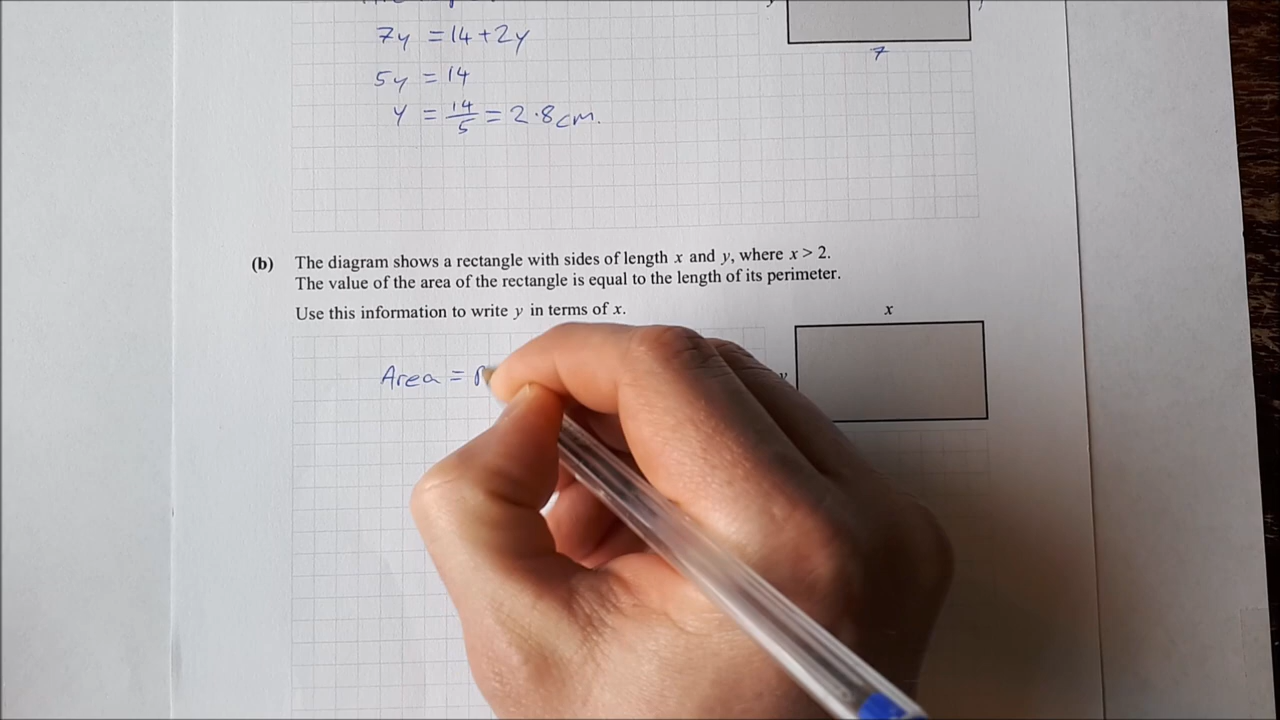 7y = 14 + 2y
7
5y = 14
y = 14/5 = 2.8cm.
(b) The diagram shows a rectangle with sides of length x and y, where x > 2.
The value of the area of the rectangle is equal to the length of its perimeter.
Use this information to write y in terms of x.
x
Area =
y